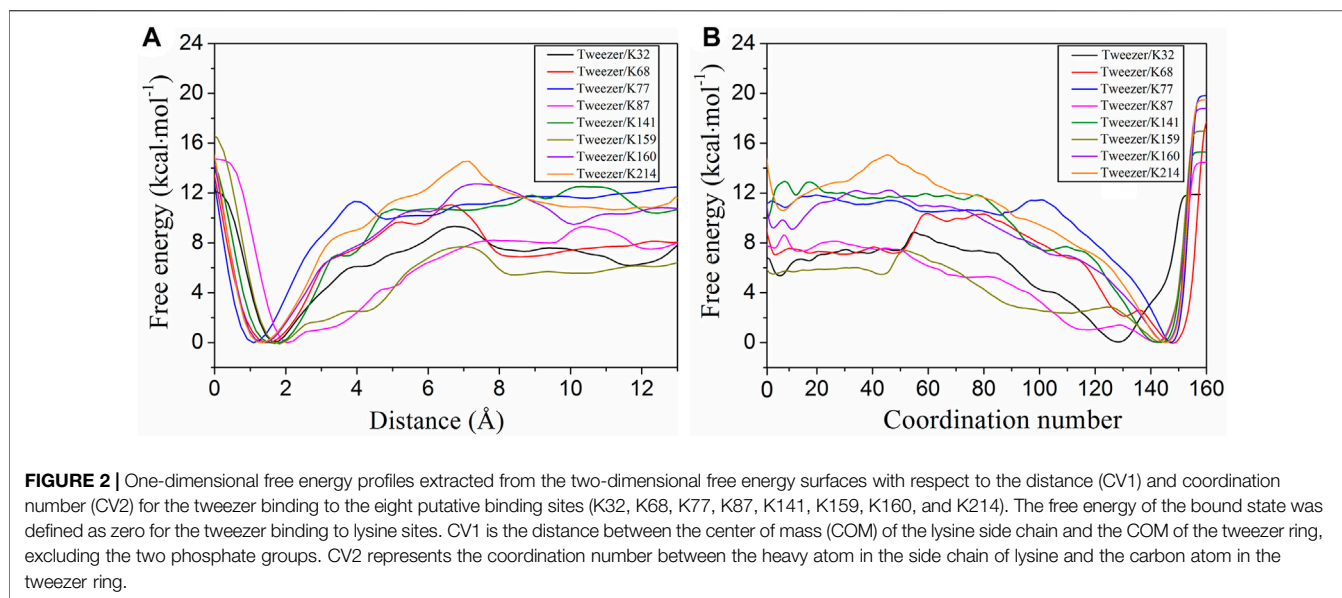 A
24
20
16
12
8
4
0
Free energy (kcal·mol⁻¹)
0 2 4 6 8 10 12
Distance (Å)
Tweezer/K32
Tweezer/K68
Tweezer/K77
Tweezer/K87
Tweezer/K141
Tweezer/K159
Tweezer/K160
Tweezer/K214
B
24
20
16
12
8
4
0
Free energy (kcal·mol⁻¹)
0 20 40 60 80 100 120 140 160
Coordination number
Tweezer/K32
Tweezer/K68
Tweezer/K77
Tweezer/K87
Tweezer/K141
Tweezer/K159
Tweezer/K160
Tweezer/K214
FIGURE 2 | One-dimensional free energy profiles extracted from the two-dimensional free energy surfaces with respect to the distance (CV1) and coordination
number (CV2) for the tweezer binding to the eight putative binding sites (K32, K68, K77, K87, K141, K159, K160, and K214). The free energy of the bound state was
defined as zero for the tweezer binding to lysine sites. CV1 is the distance between the center of mass (COM) of the lysine side chain and the COM of the tweezer ring,
excluding the two phosphate groups. CV2 represents the coordination number between the heavy atom in the side chain of lysine and the carbon atom in the
tweezer ring.